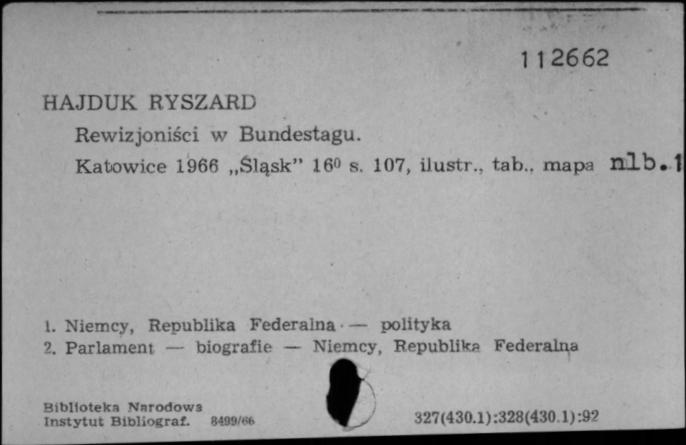 112662
HAJDUK RYSZARD
Rewizjoniści w Bundestagu.
Katowice 1966 „Śląsk” 16⁰ s. 107, ilustr., tab., mapa nlb.1
1. Niemcy, Republika Federalna — polityka
2. Parlament — biografie — Niemcy, Republika Federalna
Biblioteka Narodowa
Instytut Bibliograf. 8499/66
327(430.1):328(430.1):92